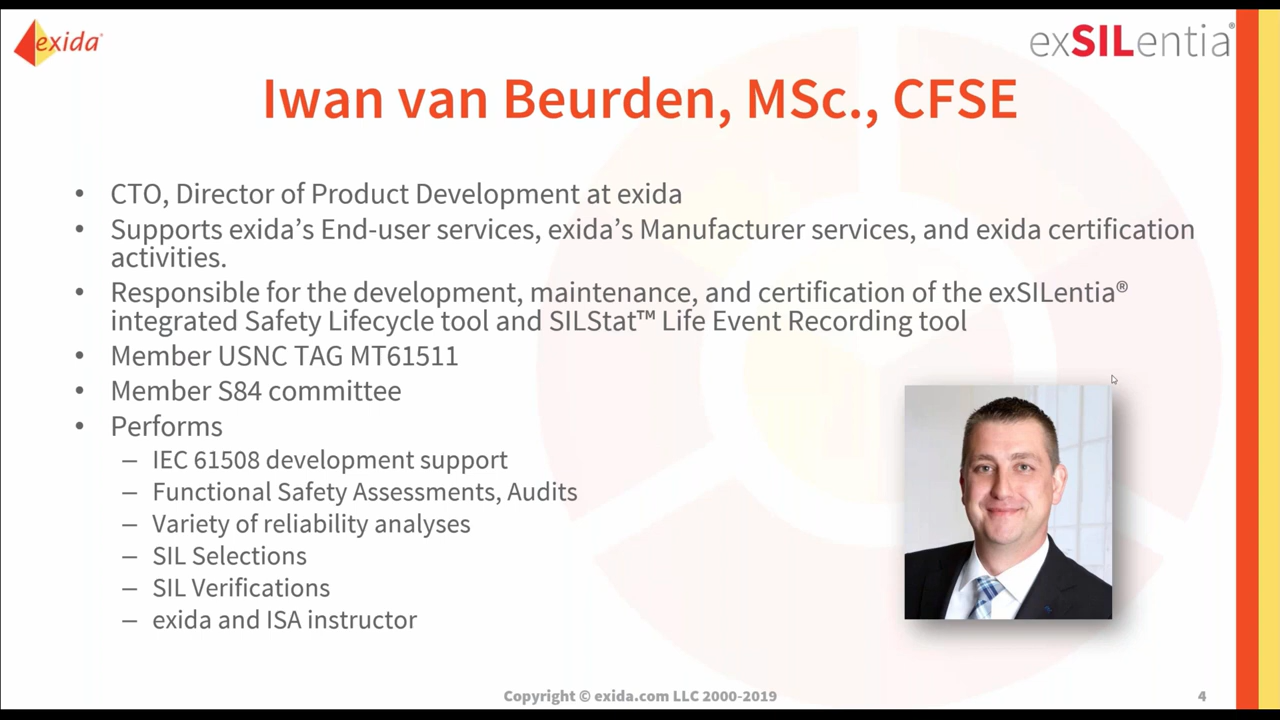 exida®
exSILentia®
Iwan van Beurden, MSc., CFSE
• CTO, Director of Product Development at exida
• Supports exida’s End-user services, exida’s Manufacturer services, and exida certification
activities.
• Responsible for the development, maintenance, and certification of the exSILentia®
integrated Safety Lifecycle tool and SILStat™ Life Event Recording tool
• Member USNC TAG MT61511
• Member S84 committee
• Performs
– IEC 61508 development support
– Functional Safety Assessments, Audits
– Variety of reliability analyses
– SIL Selections
– SIL Verifications
– exida and ISA instructor
Copyright © exida.com LLC 2000-2019
4